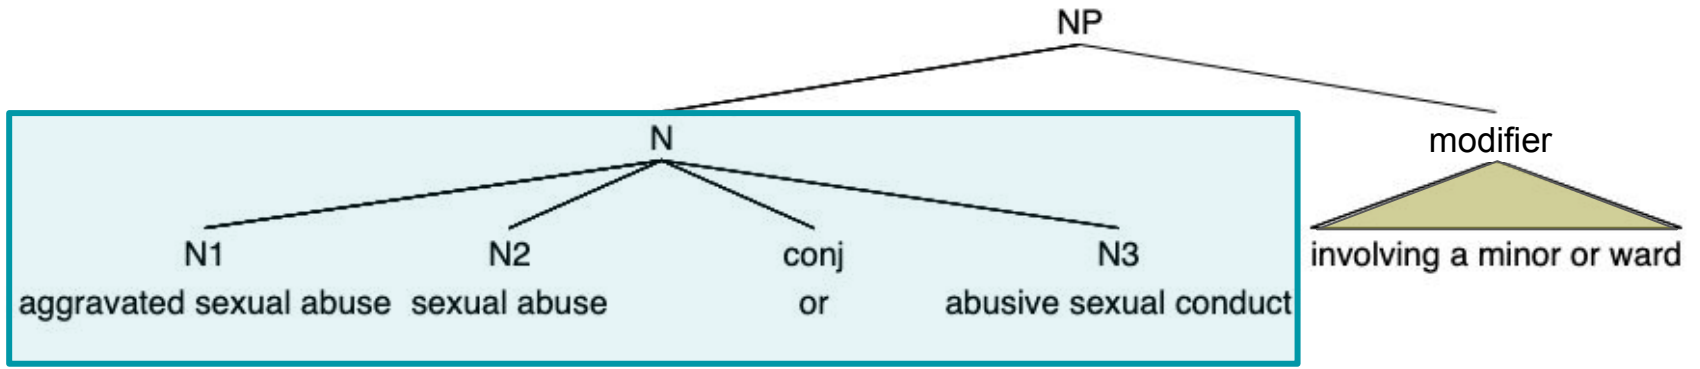 NP
N modifier
N1 N2 conj N3 involving a minor or ward
aggravated sexual abuse sexual abuse or abusive sexual conduct